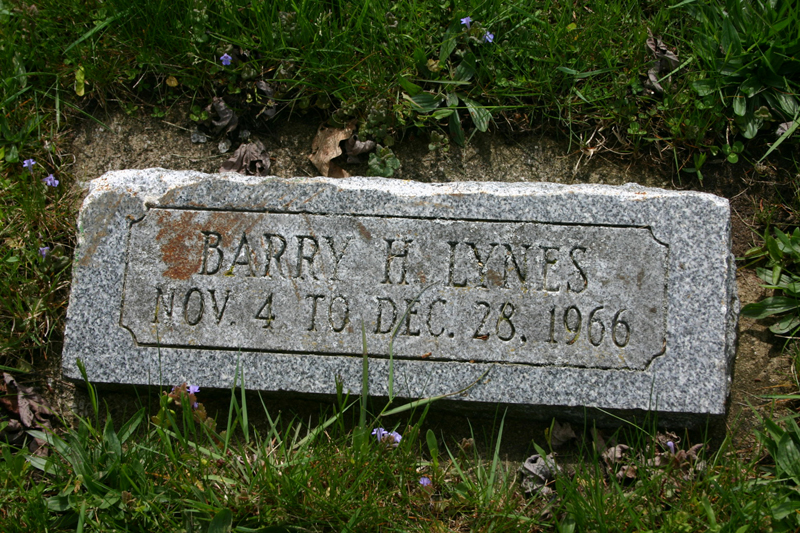 BARRY H. LYNES
NOV. 4 TO DEC. 28. 1966